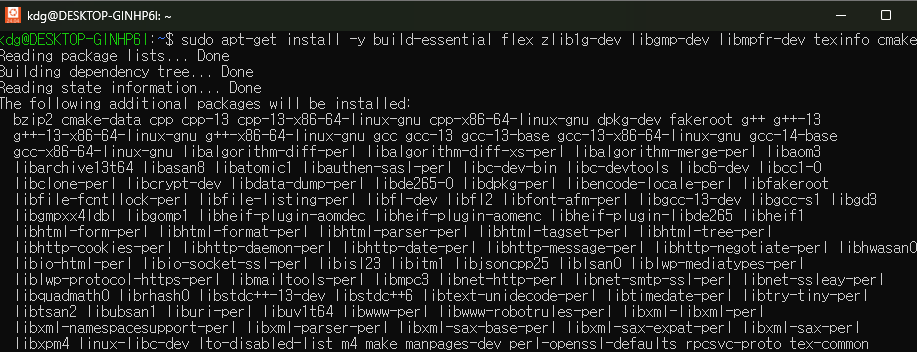 kdg@DESKTOP-GINHP6I: ~
kdg@DESKTOP-GINHP6I:~$ sudo apt-get install -y build-essential flex zlib1g-dev libgmp-dev libmpfr-dev texinfo cmake
Reading package lists... Done
Building dependency tree... Done
Reading state information... Done
The following additional packages will be installed:
bzip2 cmake-data cpp cpp-13 cpp-13-x86-64-linux-gnu cpp-x86-64-linux-gnu dpkg-dev fakeroot g++ g++-13
g++-13-x86-64-linux-gnu g++-x86-64-linux-gnu gcc gcc-13 gcc-13-base gcc-13-x86-64-linux-gnu gcc-14-base
gcc-x86-64-linux-gnu libalgorithm-diff-perl libalgorithm-diff-xs-perl libalgorithm-merge-perl libaom3
libarchive13t64 libasan8 libatomic1 libauthen-sasl-perl libc-dev-bin libc-devtools libc6-dev libcc1-0
libclone-perl libcrypt-dev libdata-dump-perl libde265-0 libdpkg-perl libencode-locale-perl libfakeroot
libfile-fcntllock-perl libfile-listing-perl libfl-dev libfl2 libfont-afm-perl libgcc-13-dev libgcc-s1 libgd3
libgmpxx4ldbl libgomp1 libheif-plugin-aomdec libheif-plugin-aomenc libheif-plugin-libde265 libheif1
libhtml-form-perl libhtml-format-perl libhtml-parser-perl libhtml-tagset-perl libhtml-tree-perl
libhttp-cookies-perl libhttp-daemon-perl libhttp-date-perl libhttp-message-perl libhttp-negotiate-perl libhwasan0
libio-html-perl libio-socket-ssl-perl libisl23 libitm1 libjsoncpp25 liblsan0 liblwp-mediatypes-perl
liblwp-protocol-https-perl libmailtools-perl libmpc3 libnet-http-perl libnet-smtp-ssl-perl libnet-ssleay-perl
libquadmath0 librhash0 libstdc++-13-dev libstdc++6 libtext-unidecode-perl libtimedate-perl libtry-tiny-perl
libtsan2 libubsan1 liburi-perl libuv1t64 libwww-perl libwww-robotrules-perl libxml-libxml-perl
libxml-namespacesupport-perl libxml-parser-perl libxml-sax-base-perl libxml-sax-expat-perl libxml-sax-perl
libxpm4 linux-libc-dev lto-disabled-list m4 make manpages-dev perl-openssl-defaults rpcsvc-proto tex-common